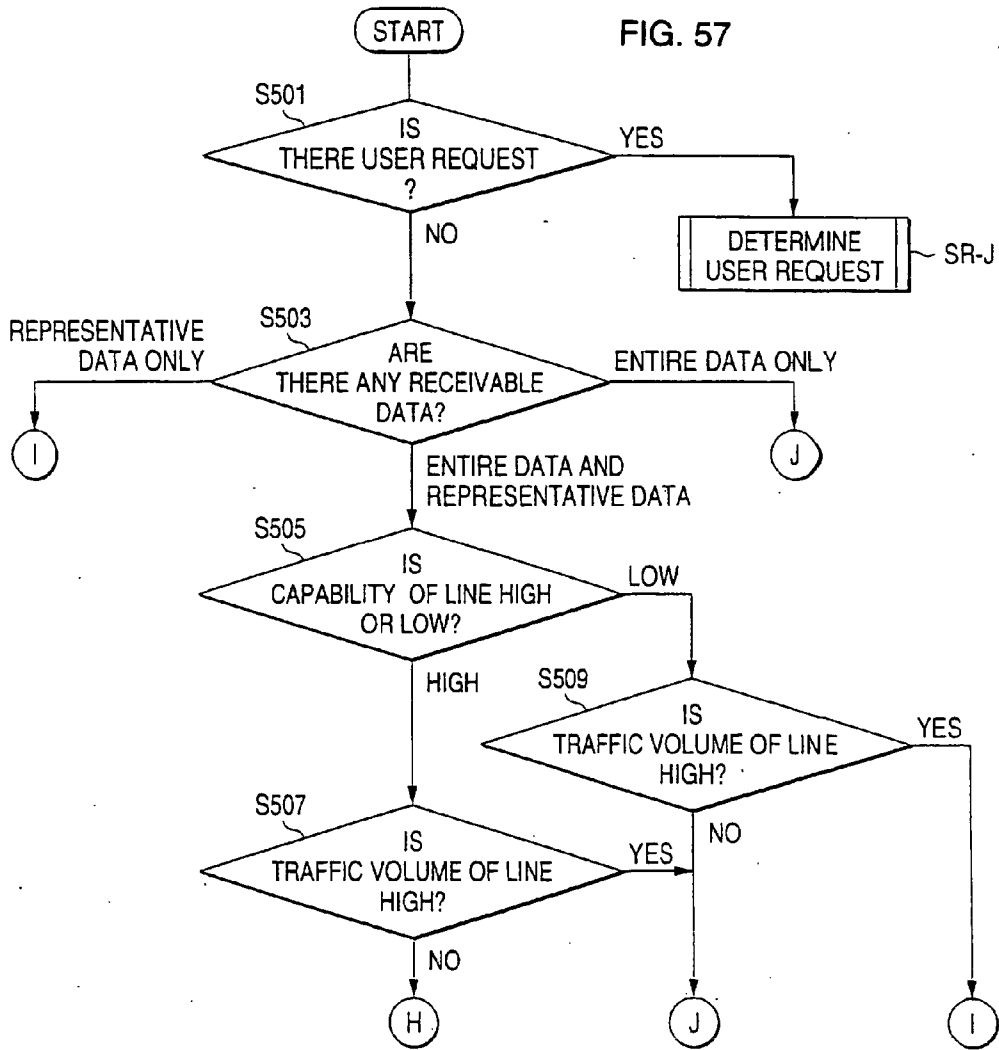 START
FIG. 57
S501
IS
THERE USER REQUEST
?
YES
NO
DETERMINE
USER REQUEST
SR-J
S503
REPRESENTATIVE
DATA ONLY
ARE
THERE ANY RECEIVABLE
DATA?
ENTIRE DATA ONLY
I
J
ENTIRE DATA AND
REPRESENTATIVE DATA
S505
IS
CAPABILITY OF LINE HIGH
OR LOW?
LOW
HIGH
S509
IS
TRAFFIC VOLUME OF LINE
HIGH?
YES
NO
S507
IS
TRAFFIC VOLUME OF LINE
HIGH?
YES
NO
H
J
I